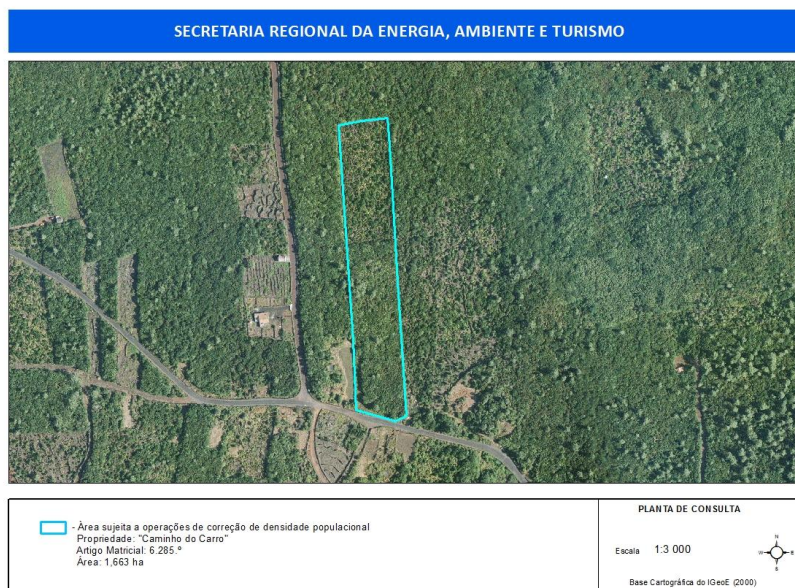 SECRETARIA REGIONAL DA ENERGIA, AMBIENTE E TURISMO
- Área sujeita a operações de correção de densidade populacional
Propriedade: "Caminho do Carro"
Artigo Matricial: 6.285.º
Área: 1,663 ha
PLANTA DE CONSULTA
Escala 1:3 000
N
W E
S
Base Cartográfica do IGeoE (2000)